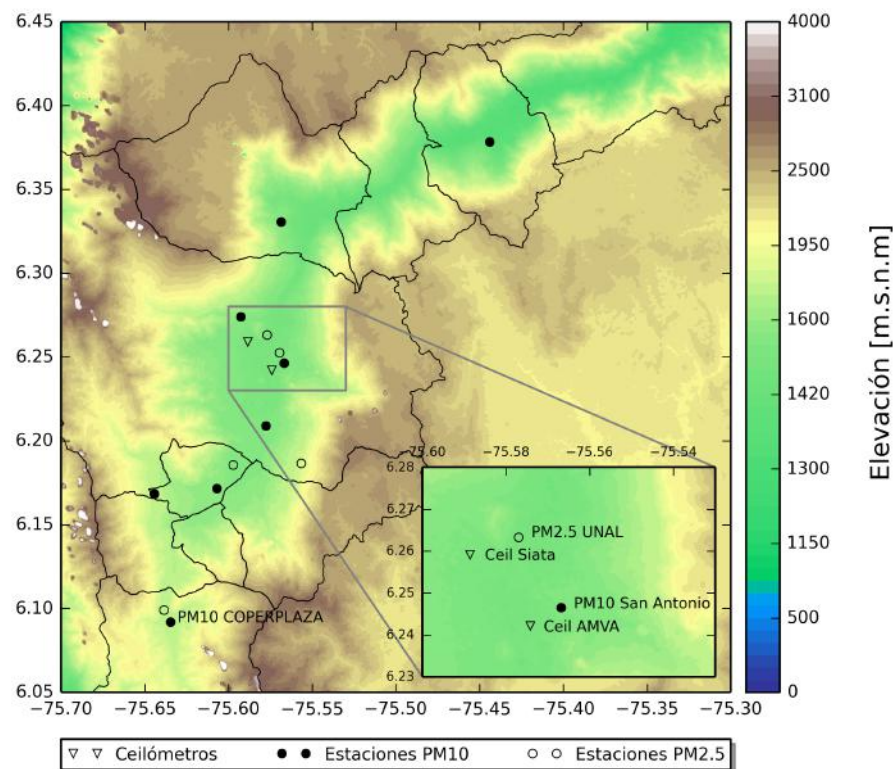 6.45
6.40
6.35
6.30
6.25
6.20
6.15
6.10
6.05
−75.70 −75.65 −75.60 −75.55 −75.50 −75.45 −75.40 −75.35 −75.30
PM10 COPERPLAZA
−75.60 −75.58 −75.56 −75.54
6.28
6.27
6.26
6.25
6.24
6.23
PM2.5 UNAL
Ceil Siata
PM10 San Antonio
Ceil AMVA
4000
3100
2500
1950
1600
1420
1300
1150
500
0
Elevación [m.s.n.m]
Ceilómetros Estaciones PM10 Estaciones PM2.5